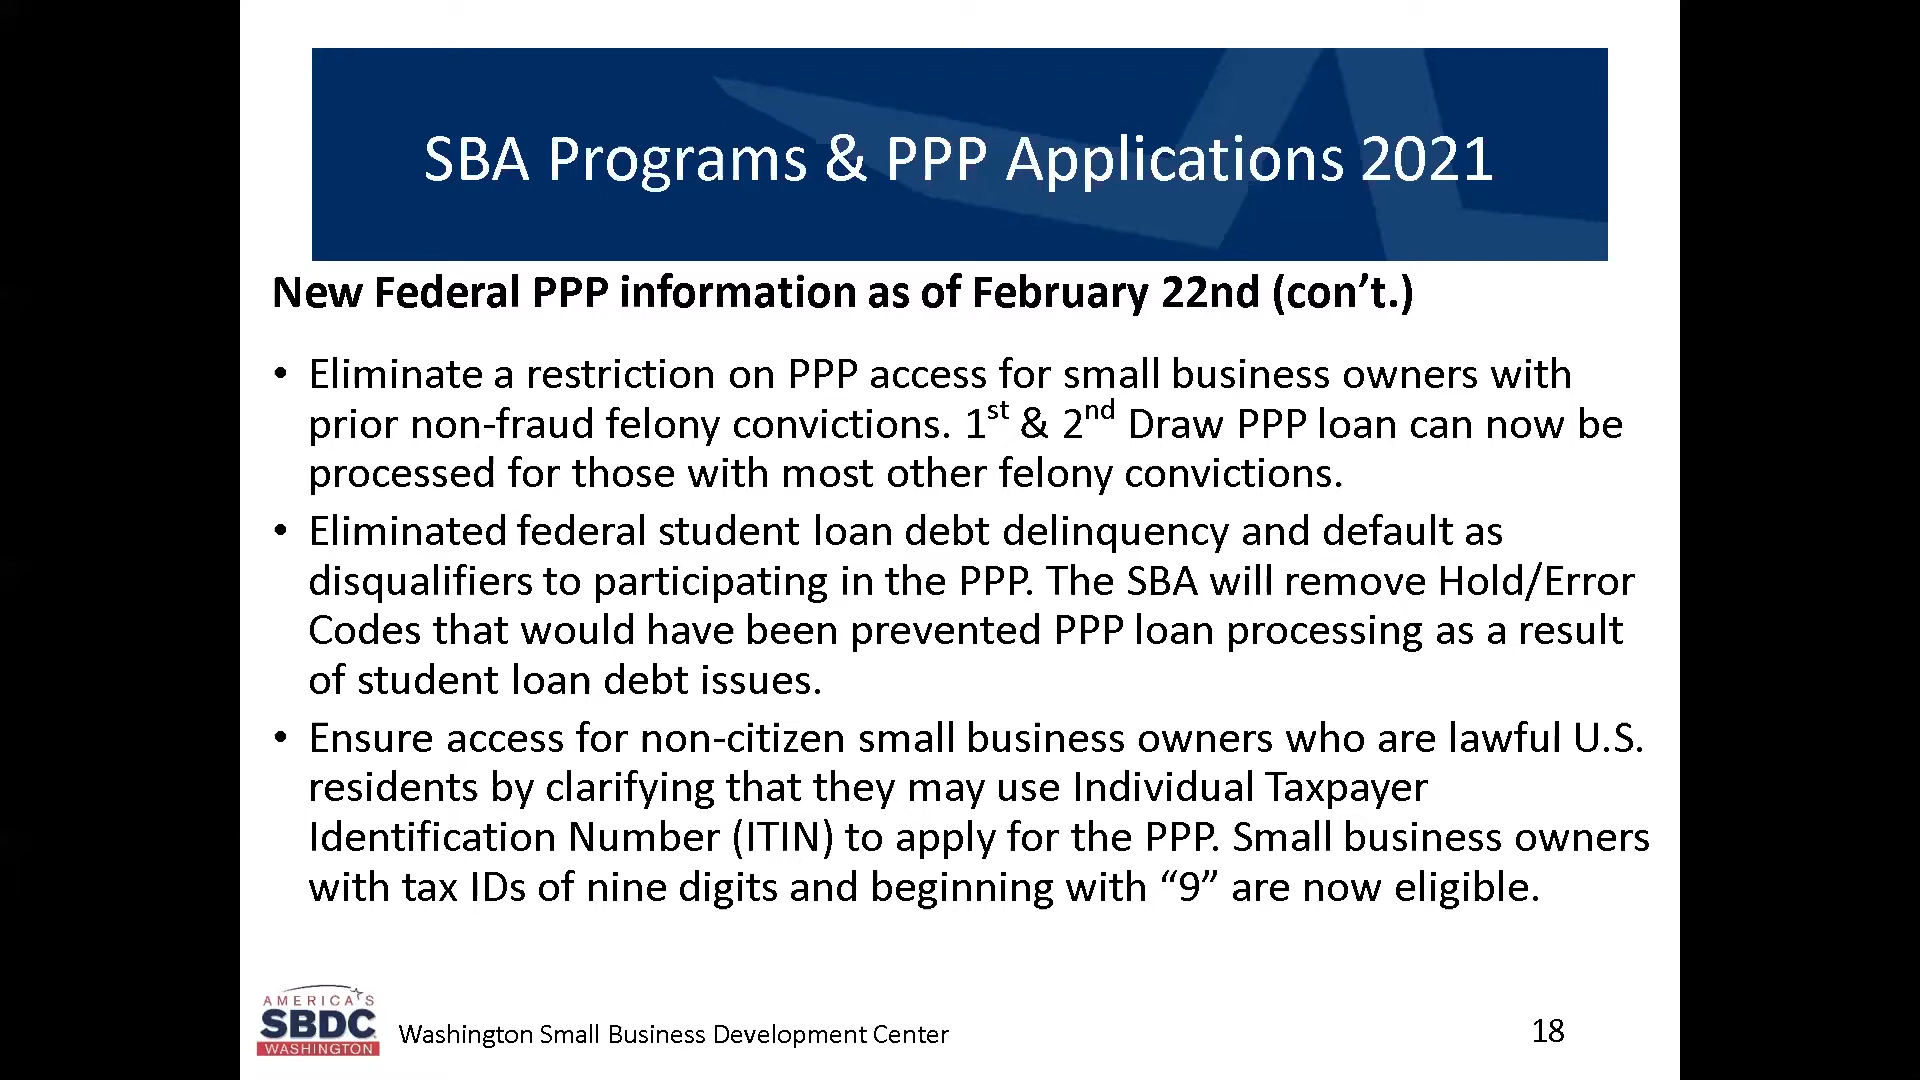 SBA Programs & PPP Applications 2021
New Federal PPP information as of February 22nd (con’t.)
• Eliminate a restriction on PPP access for small business owners with
prior non-fraud felony convictions. 1st & 2nd Draw PPP loan can now be
processed for those with most other felony convictions.
• Eliminated federal student loan debt delinquency and default as
disqualifiers to participating in the PPP. The SBA will remove Hold/Error
Codes that would have been prevented PPP loan processing as a result
of student loan debt issues.
• Ensure access for non-citizen small business owners who are lawful U.S.
residents by clarifying that they may use Individual Taxpayer
Identification Number (ITIN) to apply for the PPP. Small business owners
with tax IDs of nine digits and beginning with “9” are now eligible.
AMERICA'S
SBDC
WASHINGTON
Washington Small Business Development Center
18